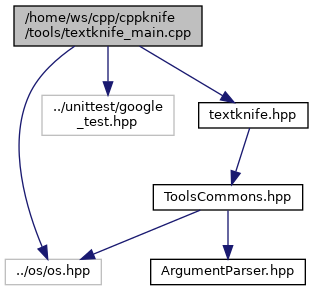 /home/ws/cpp/cppknife
/tools/textknife_main.cpp
../unittest/google
_test.hpp
textknife.hpp
ToolsCommons.hpp
../os/os.hpp
ArgumentParser.hpp